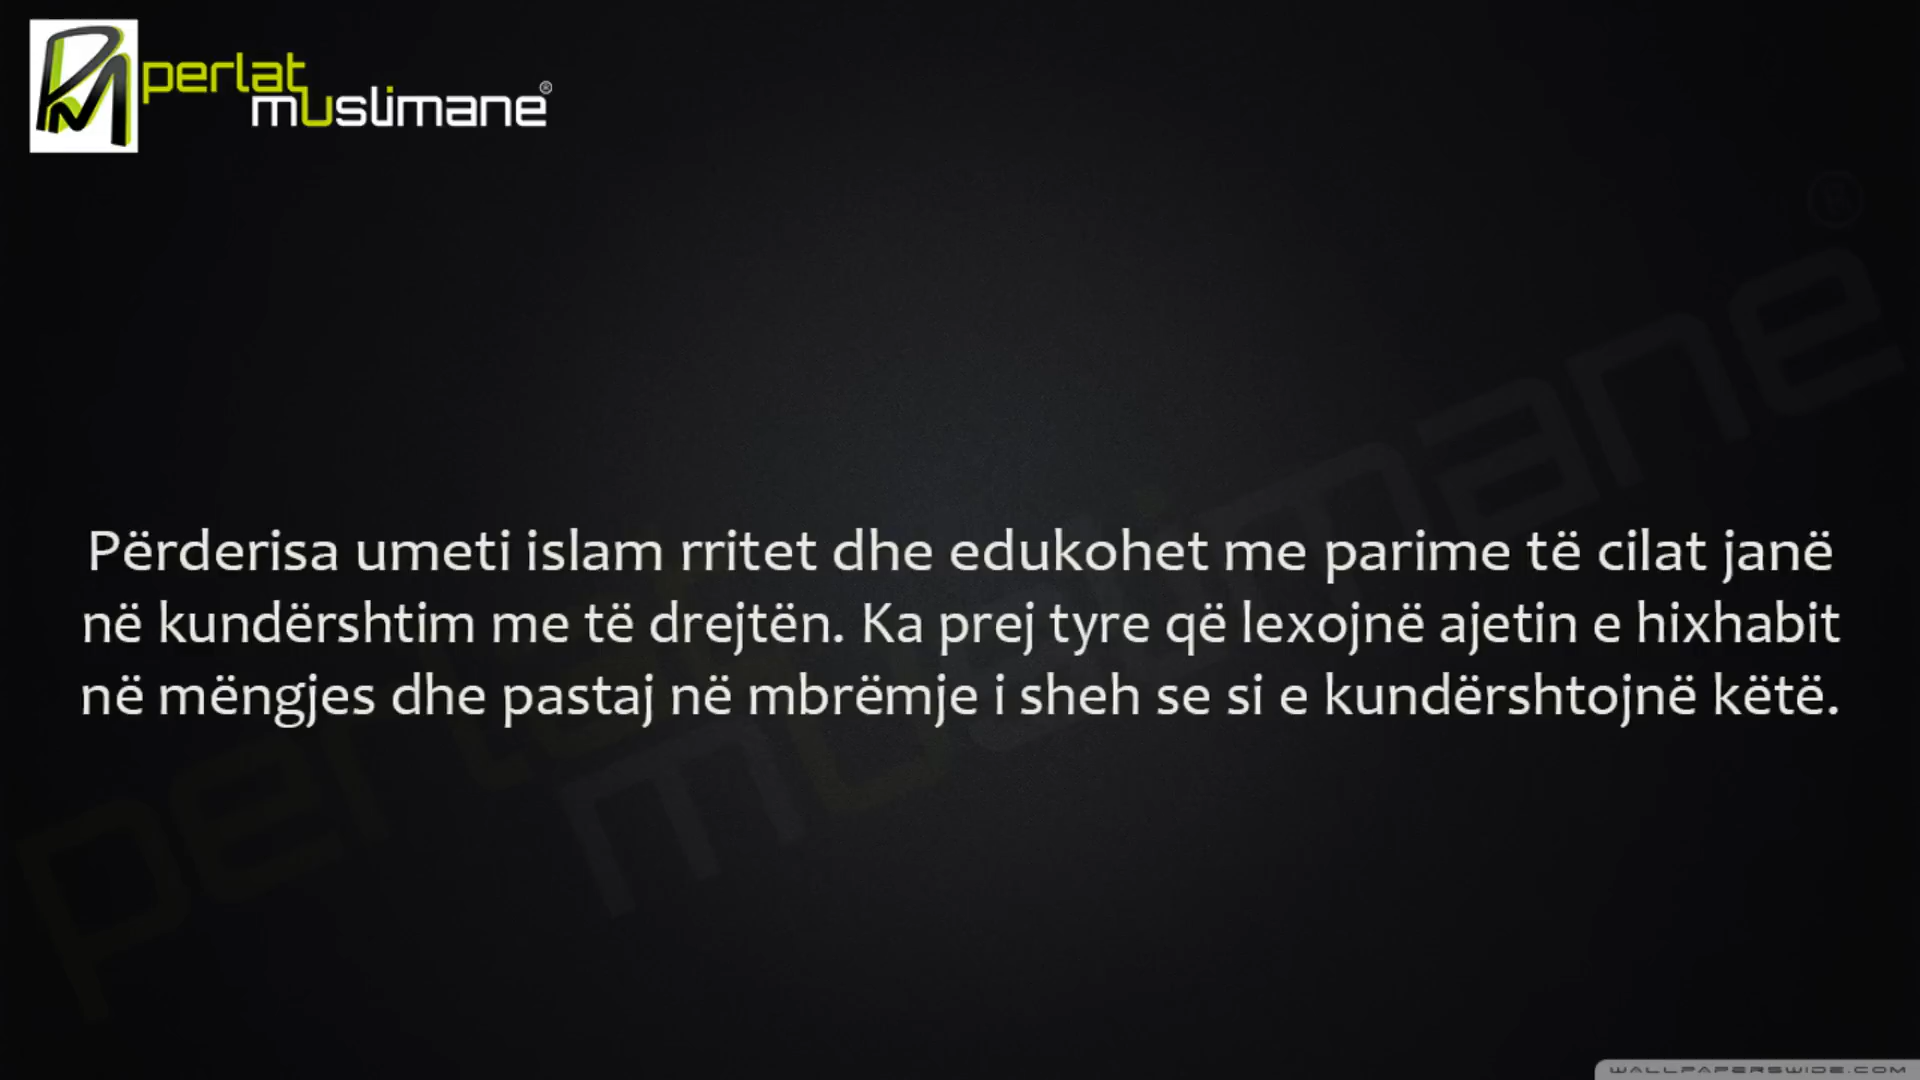 perlat
muslimane®
Përderisa umeti islam rritet dhe edukohet me parime të cilat janë
në kundërshtim me të drejtën. Ka prej tyre që lexojnë ajetin e hixhabit
në mëngjes dhe pastaj në mbrëmje i sheh se si e kundërshtojnë këtë.
perlat
muslimane®
WALLPAPERSWIDE.COM